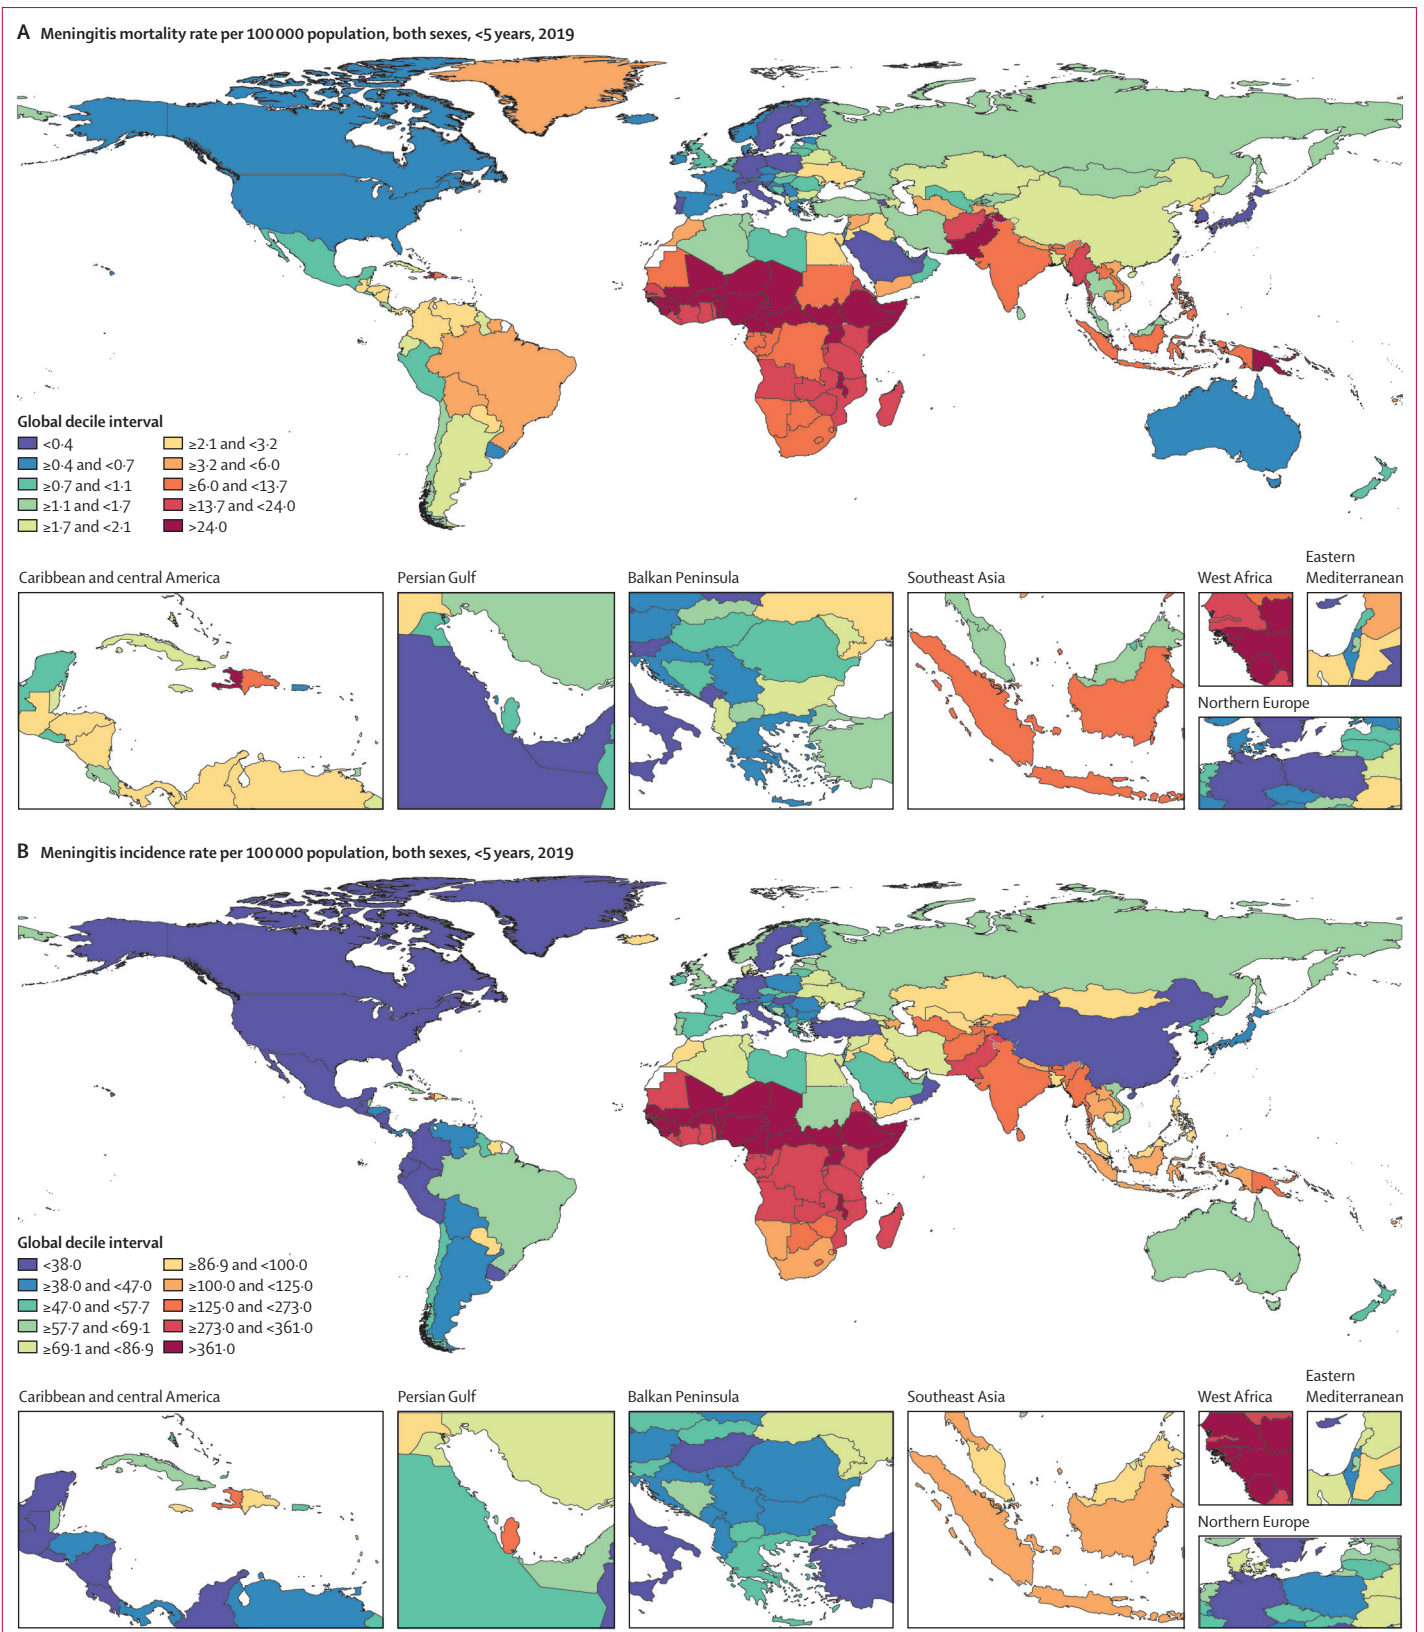 A Meningitis mortality rate per 100 000 population, both sexes, <5 years, 2019
Global decile interval
<0·4
≥0·4 and <0·7
≥0·7 and <1·1
≥1·1 and <1·7
≥1·7 and <2·1
≥2·1 and <3·2
≥3·2 and <6·0
≥6·0 and <13·7
≥13·7 and <24·0
>24·0
Caribbean and central America
Persian Gulf
Balkan Peninsula
Southeast Asia
West Africa
Eastern
Mediterranean
Northern Europe
B Meningitis incidence rate per 100 000 population, both sexes, <5 years, 2019
Global decile interval
<38·0
≥38·0 and <47·0
≥47·0 and <57·7
≥57·7 and <69·1
≥69·1 and <86·9
≥86·9 and <100·0
≥100·0 and <125·0
≥125·0 and <273·0
≥273·0 and <361·0
>361·0
Caribbean and central America
Persian Gulf
Balkan Peninsula
Southeast Asia
West Africa
Eastern
Mediterranean
Northern Europe